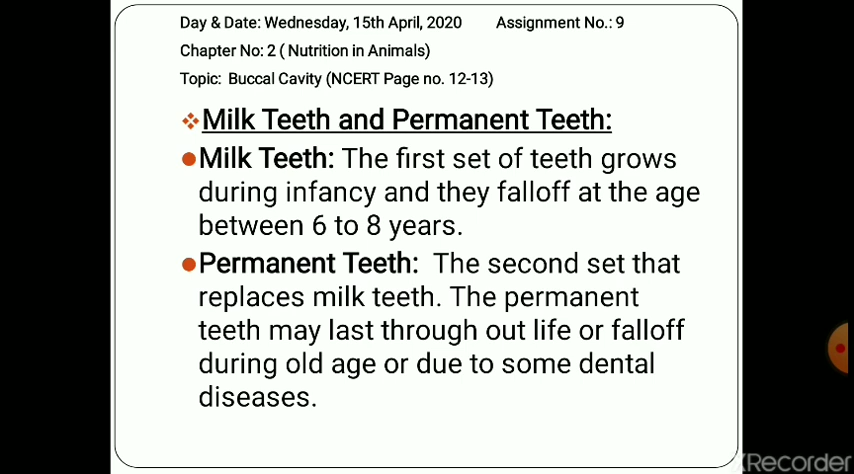 Day & Date: Wednesday, 15th April, 2020 Assignment No.: 9
Chapter No: 2 ( Nutrition in Animals)
Topic: Buccal Cavity (NCERT Page no. 12-13)
Milk Teeth and Permanent Teeth:
Milk Teeth: The first set of teeth grows
during infancy and they falloff at the age
between 6 to 8 years.
Permanent Teeth: The second set that
replaces milk teeth. The permanent
teeth may last through out life or falloff
during old age or due to some dental
diseases.
XRecorder